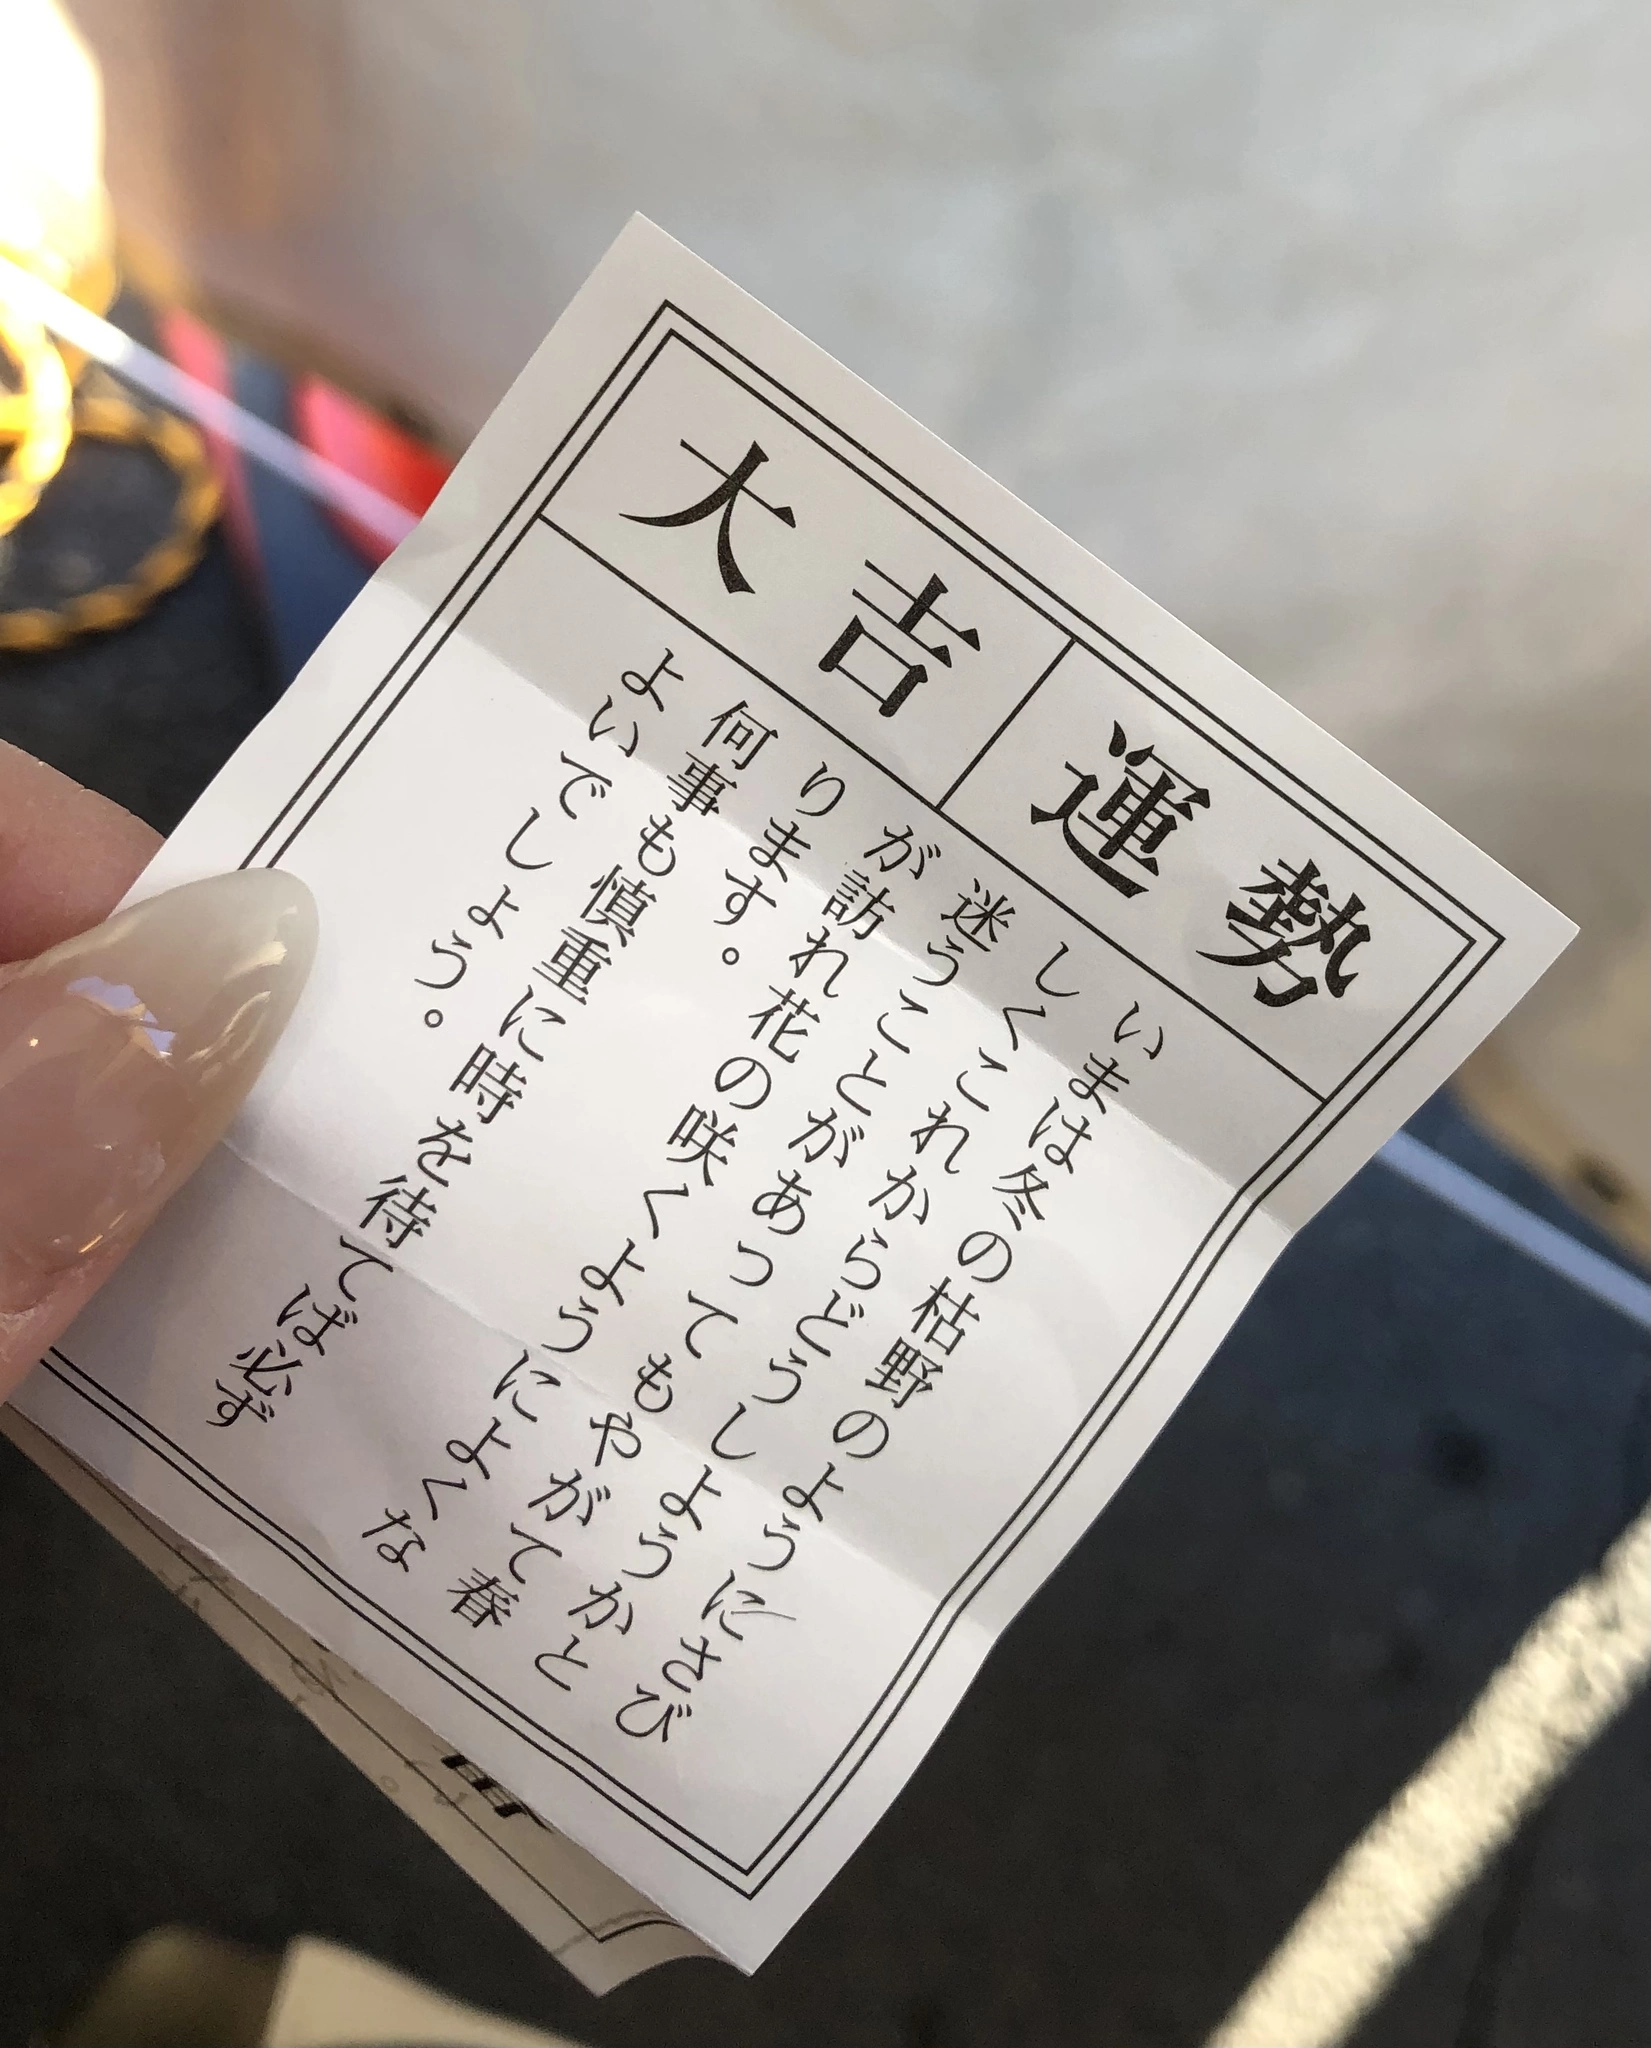 大吉
運勢
いまは冬の枯野のようにさび
しくこれからどうしようかと
迷うことがあってもやがて春
が訪れ花の咲くようによくな
ります。
何事も慎重に時を待てば必ず
よいでしょう。